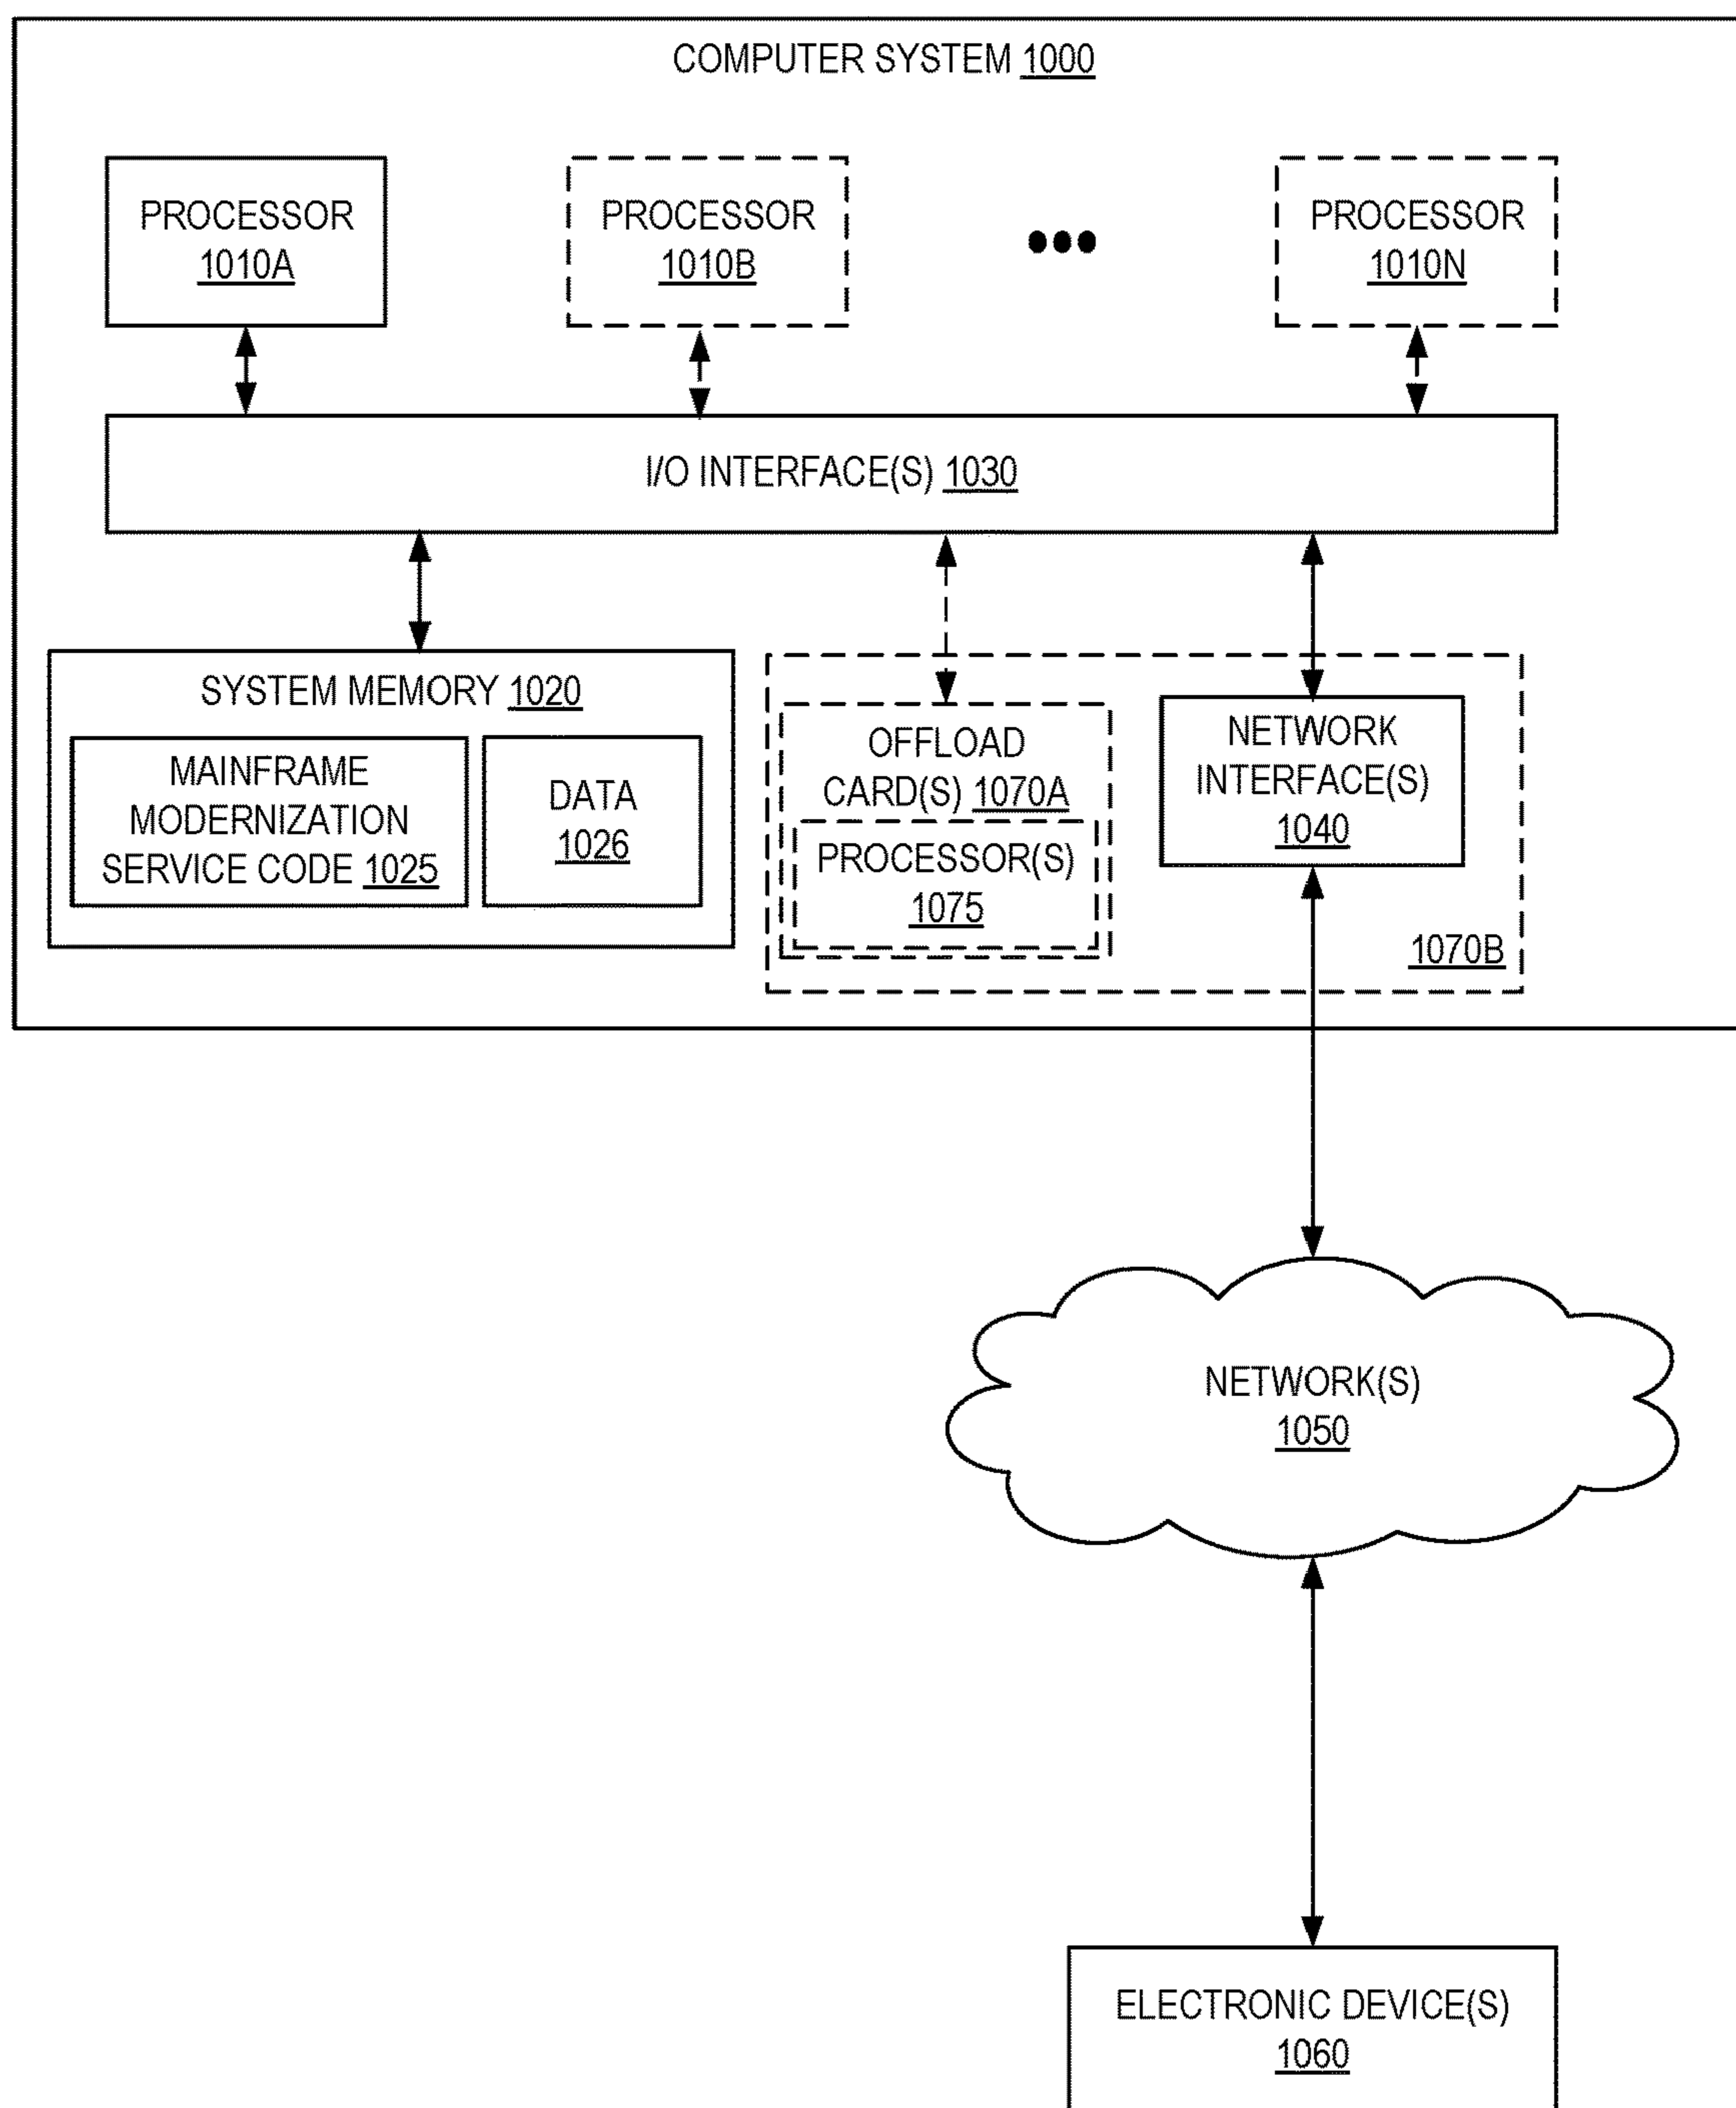 COMPUTER SYSTEM 1000
PROCESSOR
1010A
PROCESSOR
1010B
PROCESSOR
1010N
I/O INTERFACE(S) 1030
SYSTEM MEMORY 1020
MAINFRAME
MODERNIZATION
SERVICE CODE 1025
DATA
1026
OFFLOAD
CARD(S) 1070A
PROCESSOR(S)
1075
NETWORK
INTERFACE(S)
1040
1070B
NETWORK(S)
1050
ELECTRONIC DEVICE(S)
1060